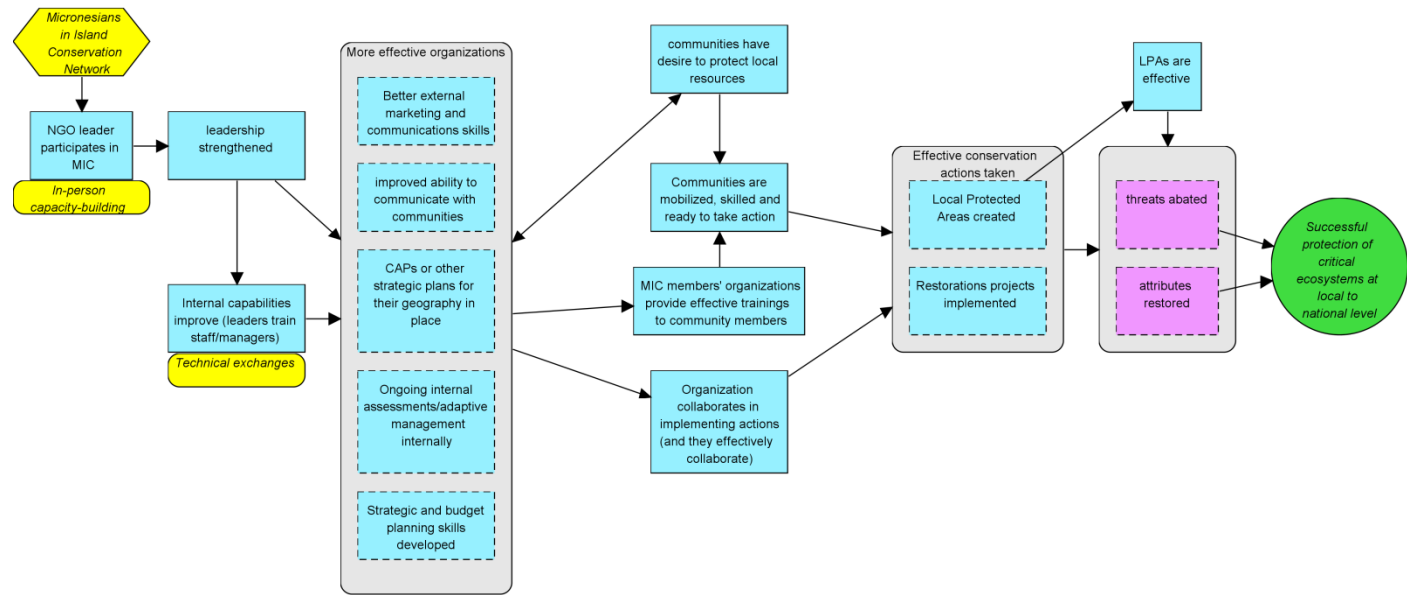 Micronesians
in Island
Conservation
Network
NGO leader
participates in
MIC
In-person
capacity-building
leadership
strengthened
Internal capabilities
improve (leaders train
staff/managers)
Technical exchanges
More effective organizations
Better external
marketing and
communications skills
improved ability to
communicate with
communities
CAPs or other
strategic plans for
their geography in
place
Ongoing internal
assessments/adaptive
management
internally
Strategic and budget
planning skills
developed
communities have
desire to protect local
resources
Communities are
mobilized, skilled and
ready to take action
MIC members' organizations
provide effective trainings
to community members
Organization
collaborates in
implementing actions
(and they effectively
collaborate)
Effective conservation
actions taken
Local Protected
Areas created
Restorations projects
implemented
LPAs are
effective
threats abated
attributes
restored
Successful
protection of
critical
ecosystems at
local to
national level